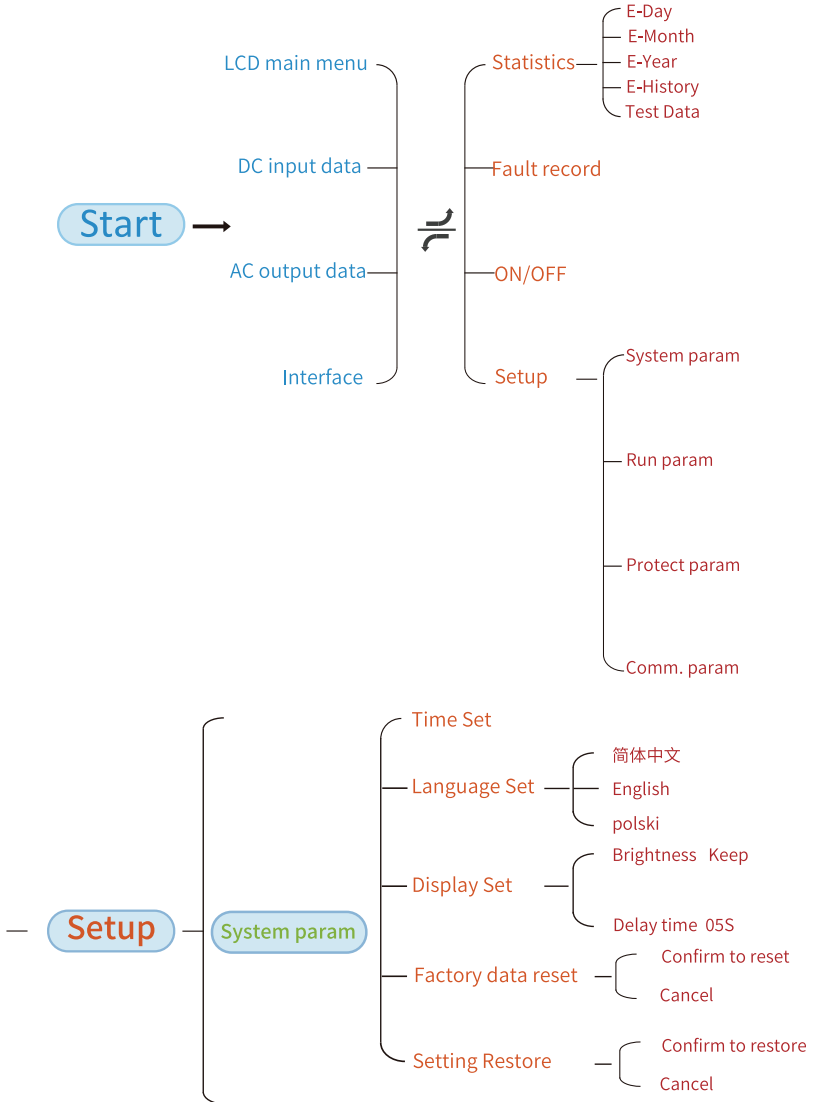 LCD main menu
DC input data
Start
AC output data
Interface
Statistics
E-Day
E-Month
E-Year
E-History
Test Data
Fault record
ON/OFF
Setup
System param
Run param
Protect param
Comm. param
Setup
System param
Time Set
Language Set
简体中文
English
polski
Display Set
Brightness Keep
Delay time 05S
Factory data reset
Confirm to reset
Cancel
Setting Restore
Confirm to restore
Cancel